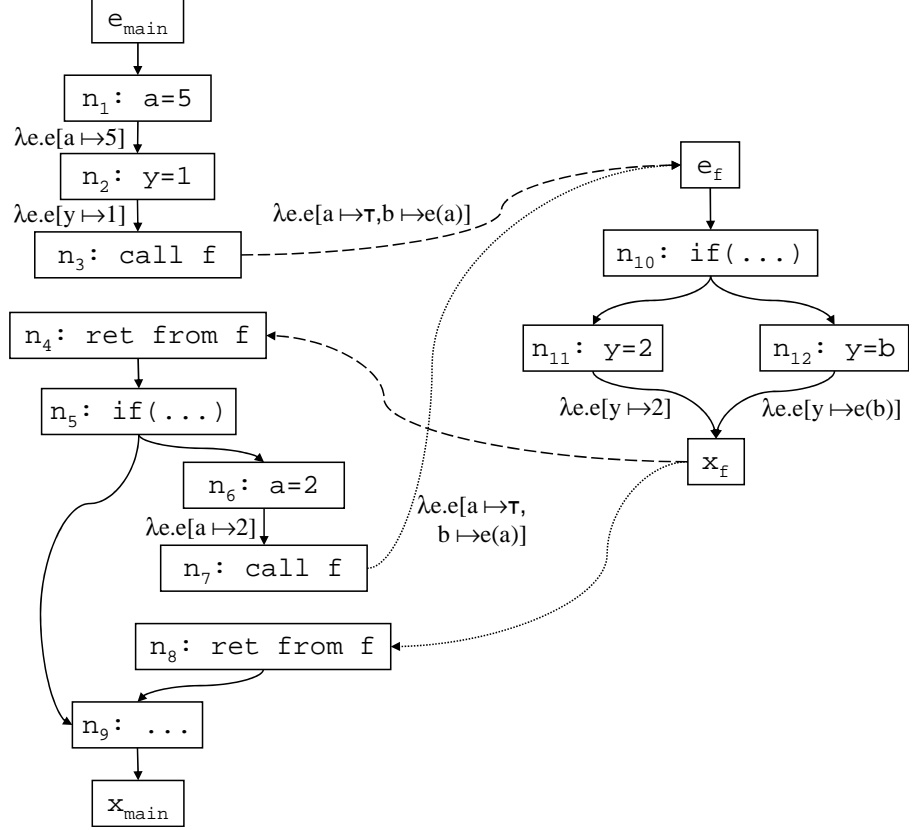 e_main
n_1: a=5
λe.e[a ↦5]
n_2: y=1
λe.e[y ↦1]
n_3: call f
λe.e[a ↦⊤,b ↦e(a)]
e_f
n_10: if(...)
n_11: y=2
n_12: y=b
λe.e[y ↦2]
λe.e[y ↦e(b)]
x_f
n_4: ret from f
n_5: if(...)
n_6: a=2
λe.e[a ↦2]
n_7: call f
λe.e[a ↦⊤,
b ↦e(a)]
n_8: ret from f
n_9: ...
x_main